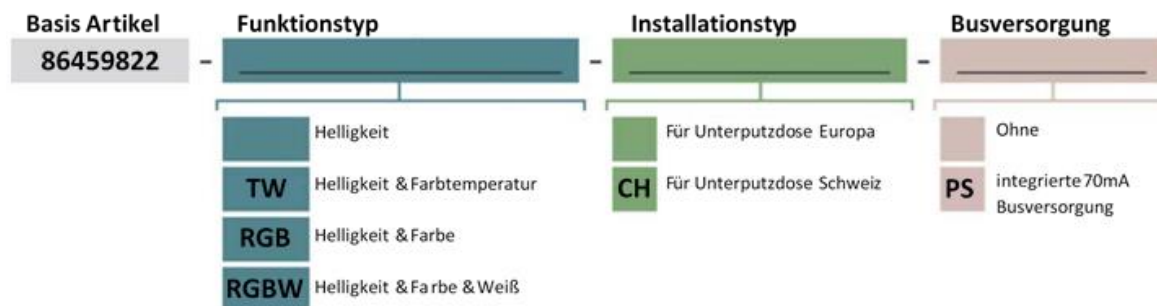 Basis Artikel
Funktionstyp
Installationstyp
Busversorgung
86459822 - - -
Helligkeit
Für Unterputzdose Europa
Ohne
TW Helligkeit & Farbtemperatur
CH Für Unterputzdose Schweiz
PS integrierte 70mA
Busversorgung
RGB Helligkeit & Farbe
RGBW Helligkeit & Farbe & Weiß